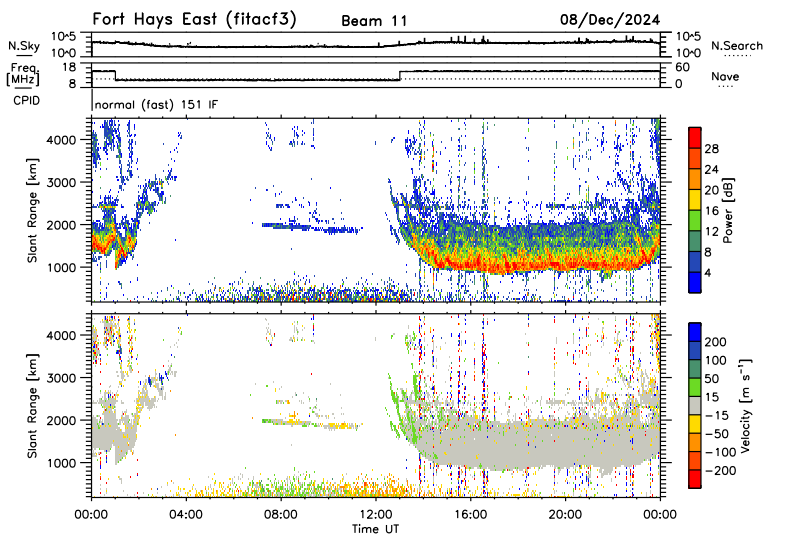 Fort Hays East (fitacf3) Beam 11 08/Dec/2024
N.Sky 10^5 10^0 10^5 10^0 N.Search
Freq. [MHz] 18 8 60 0 Nave
CPID normal (fast) 151 IF
Slant Range [km] 4000 3000 2000 1000
Power [dB] 28 24 20 16 12 8 4
Slant Range [km] 4000 3000 2000 1000
Velocity [m s^-1] 200 100 50 15 -15 -50 -100 -200
00:00 04:00 08:00 12:00 16:00 20:00 00:00
Time UT